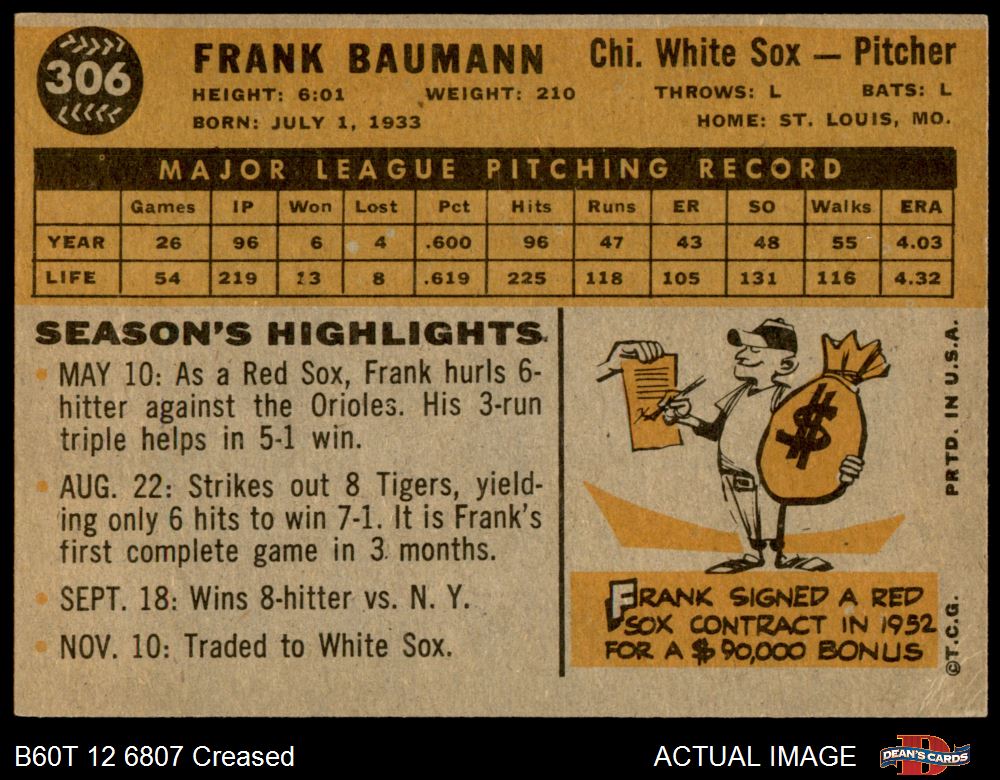 306
FRANK BAUMANN Chi. White Sox — Pitcher
HEIGHT: 6:01 WEIGHT: 210 THROWS: L BATS: L
BORN: JULY 1, 1933 HOME: ST. LOUIS, MO.
MAJOR LEAGUE PITCHING RECORD
Games IP Won Lost Pct Hits Runs ER SO Walks ERA
YEAR 26 96 6 4 .600 96 47 43 48 55 4.03
LIFE 54 219 13 8 .619 225 118 105 131 116 4.32
SEASON'S HIGHLIGHTS
• MAY 10: As a Red Sox, Frank hurls 6-
hitter against the Orioles. His 3-run
triple helps in 5-1 win.
• AUG. 22: Strikes out 8 Tigers, yield-
ing only 6 hits to win 7-1. It is Frank's
first complete game in 3 months.
• SEPT. 18: Wins 8-hitter vs. N. Y.
• NOV. 10: Traded to White Sox.
$
FRANK SIGNED A RED
SOX CONTRACT IN 1952
FOR A $90,000 BONUS
©T.C.G. PRTD. IN U.S.A.
B60T 12 6807 Creased ACTUAL IMAGE DEAN'S CARDS